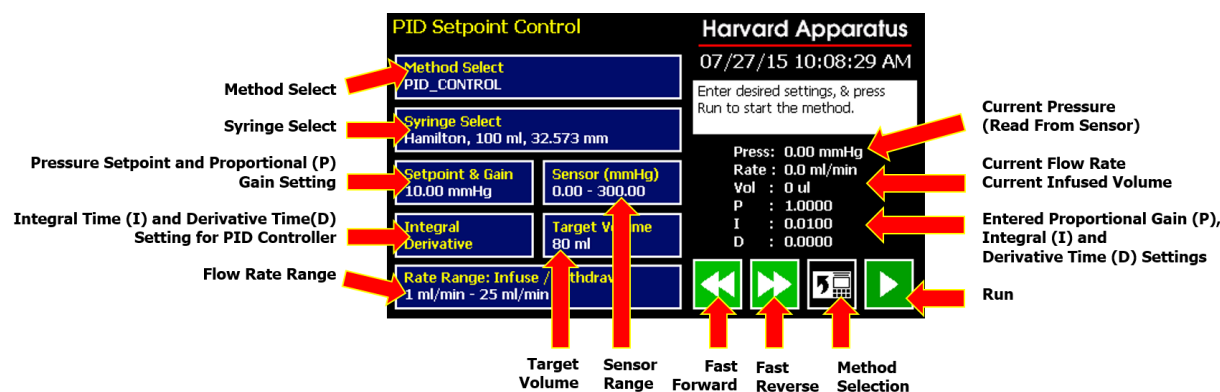 PID Setpoint Control
Harvard Apparatus
07/27/15 10:08:29 AM
Method Select
PID_CONTROL
Enter desired settings, & press
Run to start the method.
Syringe Select
Hamilton, 100 ml, 32.573 mm
Setpoint & Gain
10.00 mmHg
Sensor (mmHg)
0.00 - 300.00
Integral
Derivative
Target Volume
80 ml
Rate Range: Infuse / Withdraw
1 ml/min - 25 ml/min
Press: 0.00 mmHg
Rate : 0.0 ml/min
Vol : 0 ul
P : 1.0000
I : 0.0100
D : 0.0000
Method Select
Syringe Select
Pressure Setpoint and Proportional (P)
Gain Setting
Integral Time (I) and Derivative Time(D)
Setting for PID Controller
Flow Rate Range
Current Pressure
(Read From Sensor)
Current Flow Rate
Current Infused Volume
Entered Proportional Gain (P),
Integral (I) and
Derivative Time (D) Settings
Run
Target
Volume
Sensor
Range
Fast
Forward
Fast
Reverse
Method
Selection